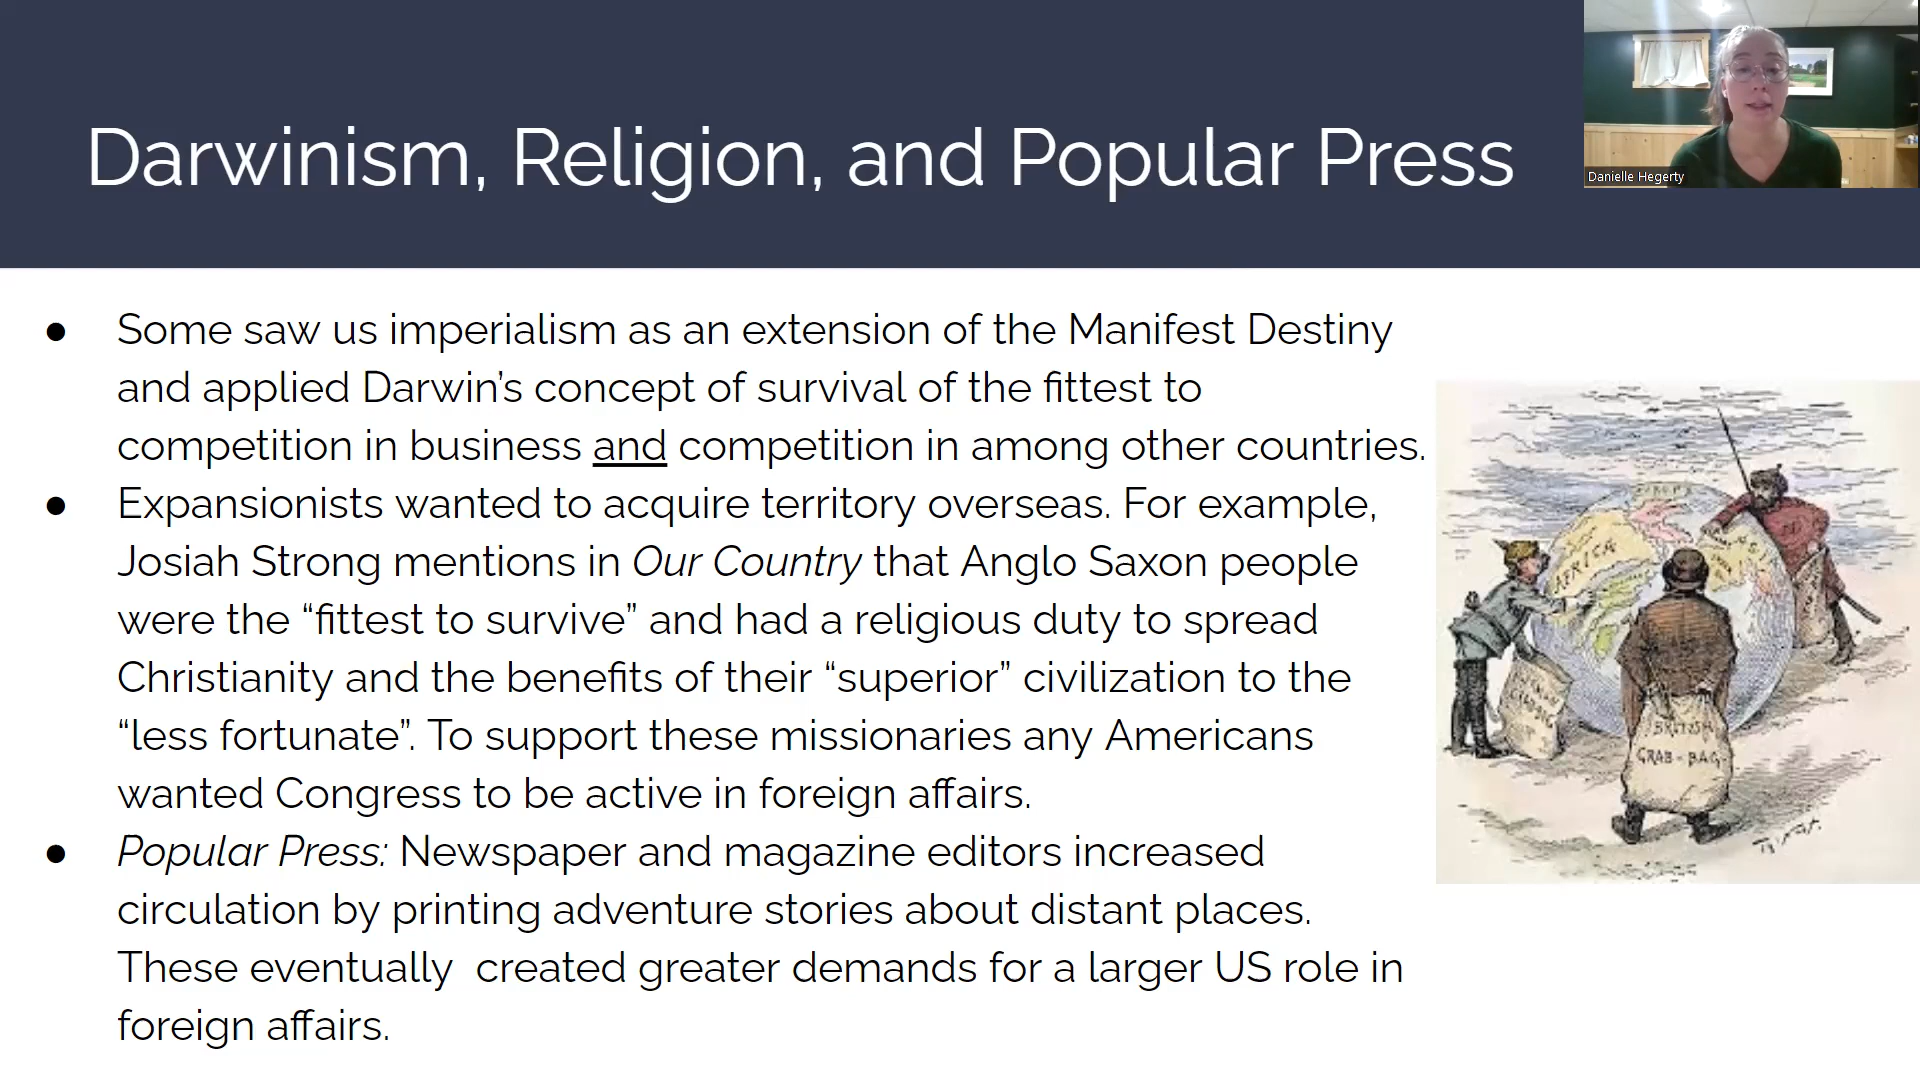 Darwinism, Religion, and Popular Press
Danielle Hegerty
● Some saw us imperialism as an extension of the Manifest Destiny
and applied Darwin’s concept of survival of the fittest to
competition in business and competition in among other countries.
● Expansionists wanted to acquire territory overseas. For example,
Josiah Strong mentions in Our Country that Anglo Saxon people
were the “fittest to survive” and had a religious duty to spread
Christianity and the benefits of their “superior” civilization to the
“less fortunate”. To support these missionaries any Americans
wanted Congress to be active in foreign affairs.
● Popular Press: Newspaper and magazine editors increased
circulation by printing adventure stories about distant places.
These eventually  created greater demands for a larger US role in
foreign affairs.
AFRICA
BRITISH
GRAB-BAG